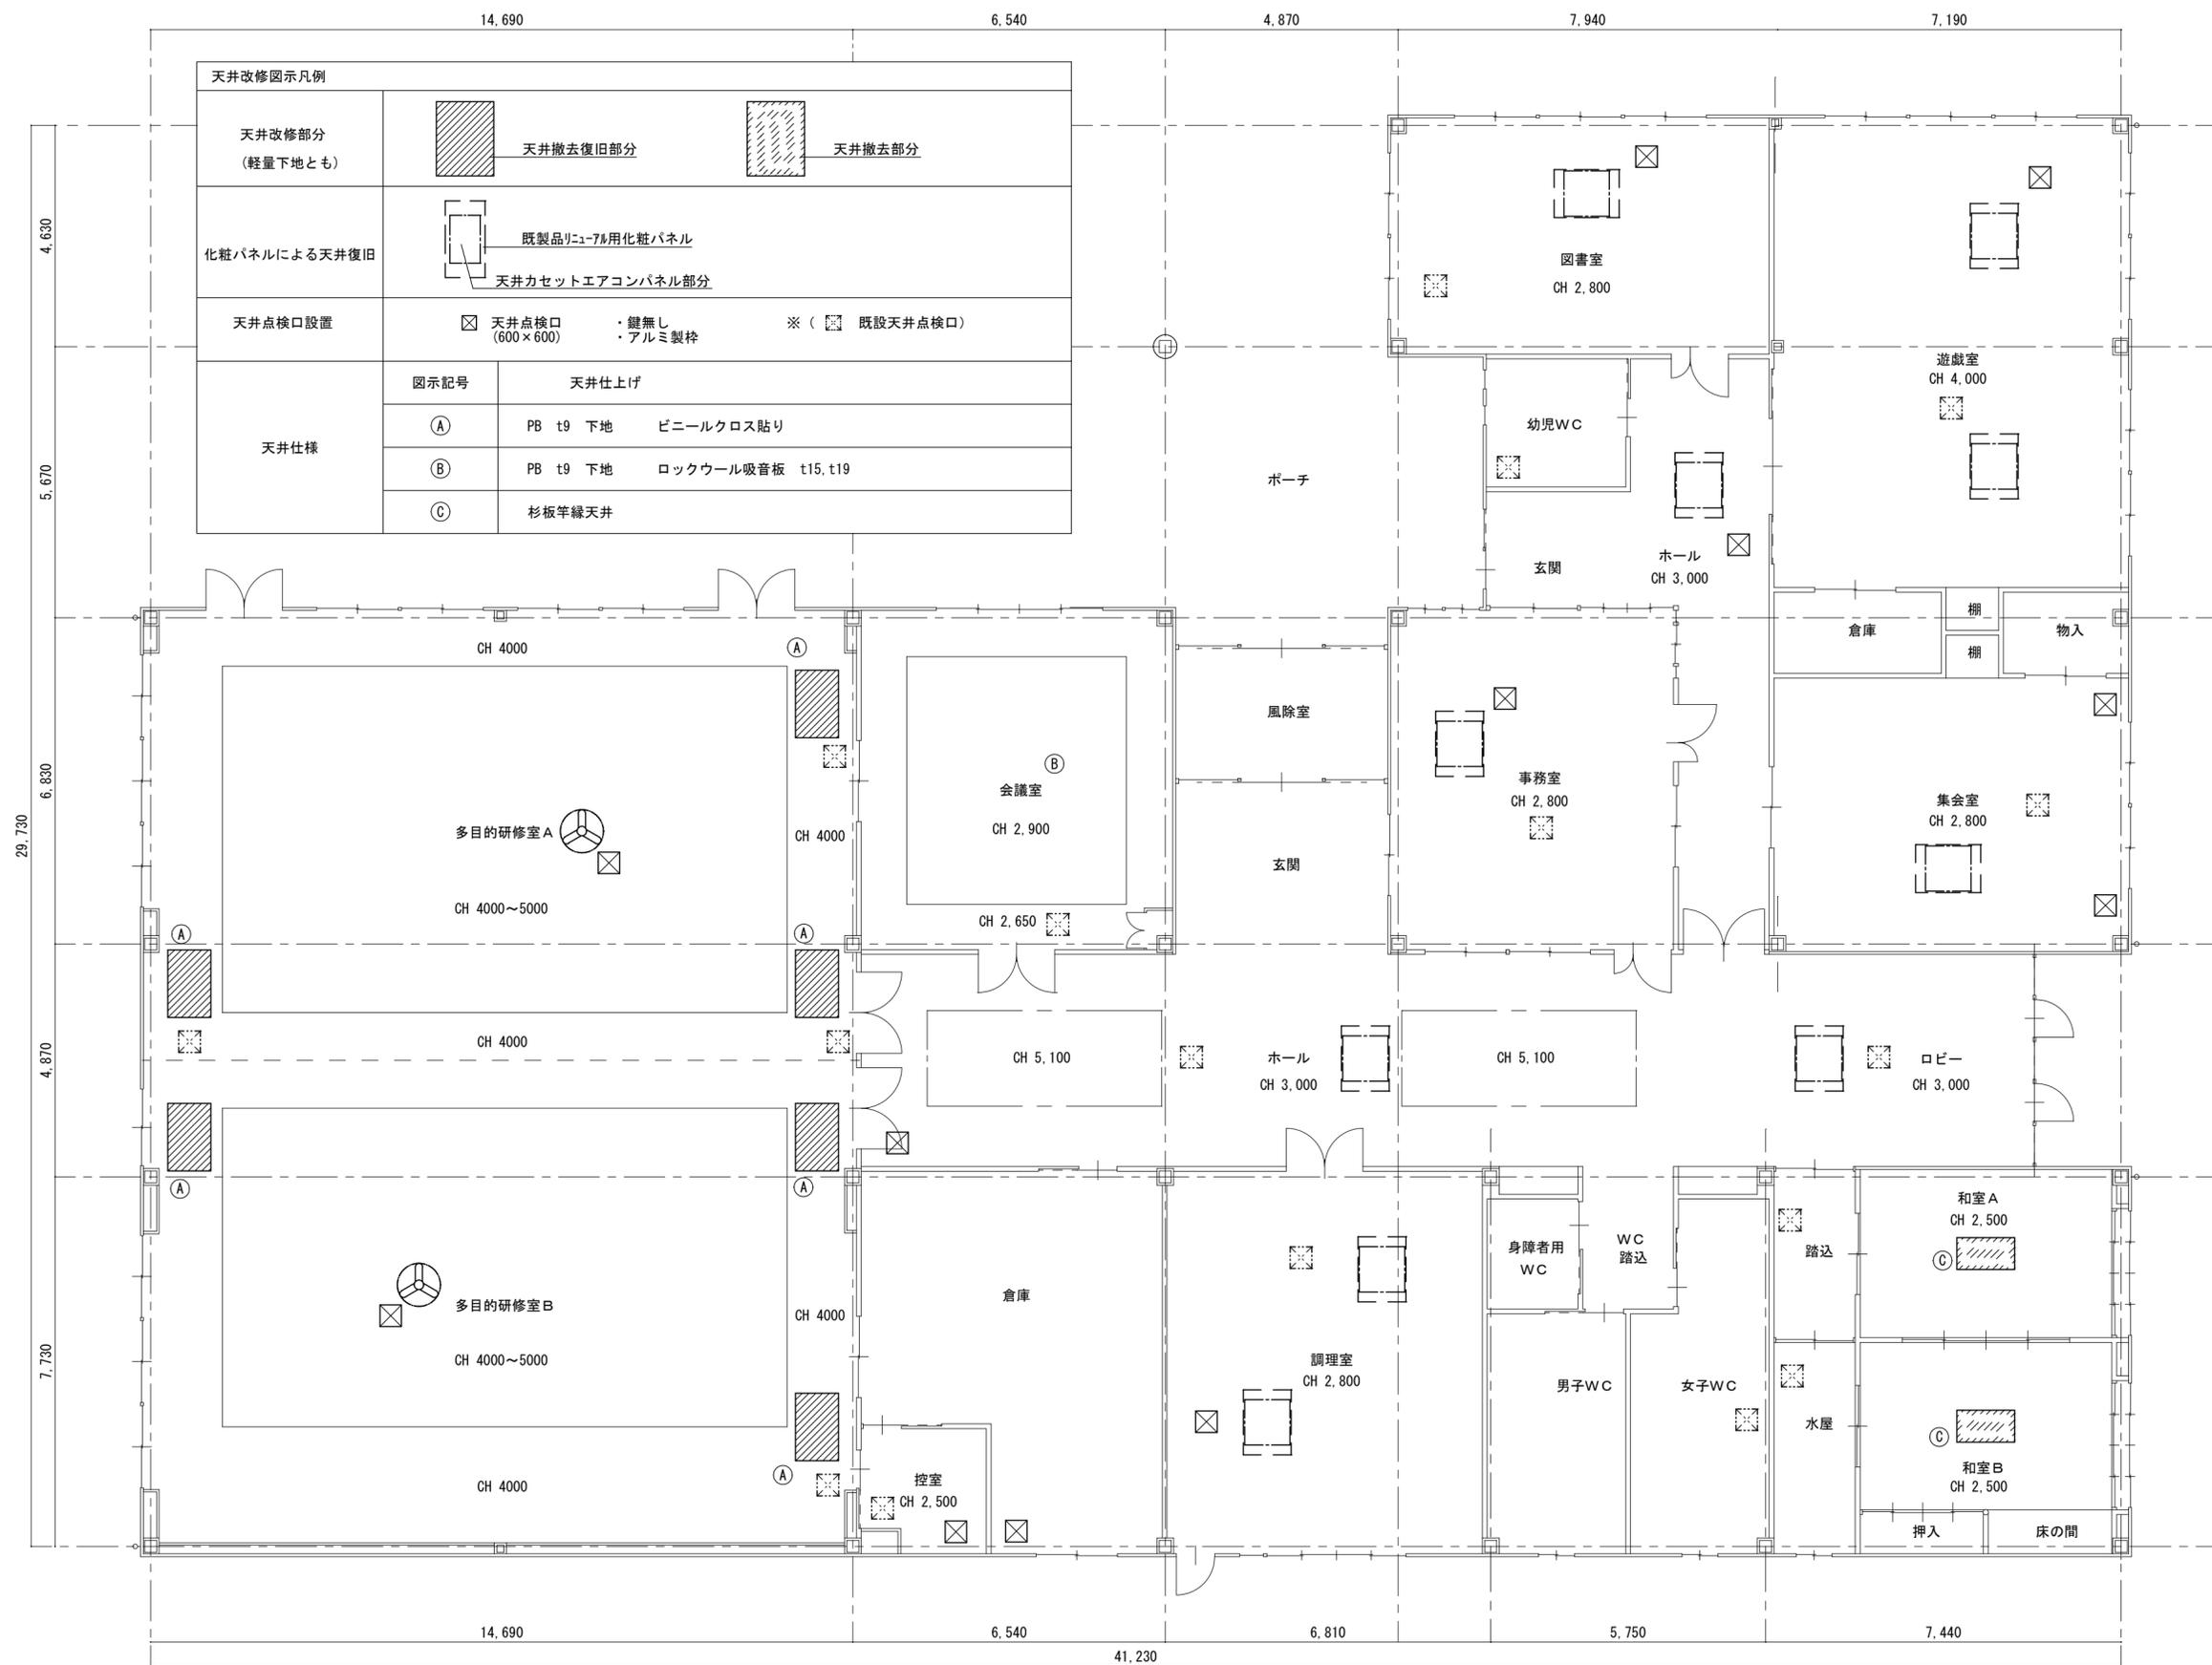 14,690
6,540
4,870
7,940
7,190
天井改修図示凡例
天井改修部分
(軽量下地とも)
天井撤去復旧部分
天井撤去部分
化粧パネルによる天井復旧
既製品ﾘﾆｭｰｱﾙ用化粧パネル
天井カセットエアコンパネル部分
天井点検口設置
天井点検口
(600×600)
・鍵無し
・アルミ製枠
※（ 既設天井点検口）
天井仕様
図示記号
天井仕上げ
Ⓐ
PB t9 下地 ビニールクロス貼り
Ⓑ
PB t9 下地 ロックウール吸音板 t15,t19
Ⓒ
杉板竿縁天井
4,630
5,670
6,830
29,730
4,870
7,730
図書室
CH 2,800
遊戯室
CH 4,000
幼児ＷＣ
ポーチ
玄関
ホール
CH 3,000
倉庫
棚
棚
物入
CH 4000
Ⓐ
多目的研修室Ａ
CH 4000～5000
CH 4000
Ⓐ
Ⓐ
CH 4000
Ⓑ
会議室
CH 2,900
CH 2,650
風除室
玄関
事務室
CH 2,800
集会室
CH 2,800
CH 5,100
ホール
CH 3,000
CH 5,100
ロビー
CH 3,000
Ⓐ
Ⓐ
多目的研修室Ｂ
CH 4000～5000
CH 4000
CH 4000
Ⓐ
倉庫
控室
CH 2,500
調理室
CH 2,800
身障者用
ＷＣ
ＷＣ
踏込
男子ＷＣ
女子ＷＣ
踏込
水屋
和室Ａ
CH 2,500
Ⓒ
Ⓒ
和室Ｂ
CH 2,500
押入
床の間
14,690
6,540
6,810
5,750
7,440
41,230